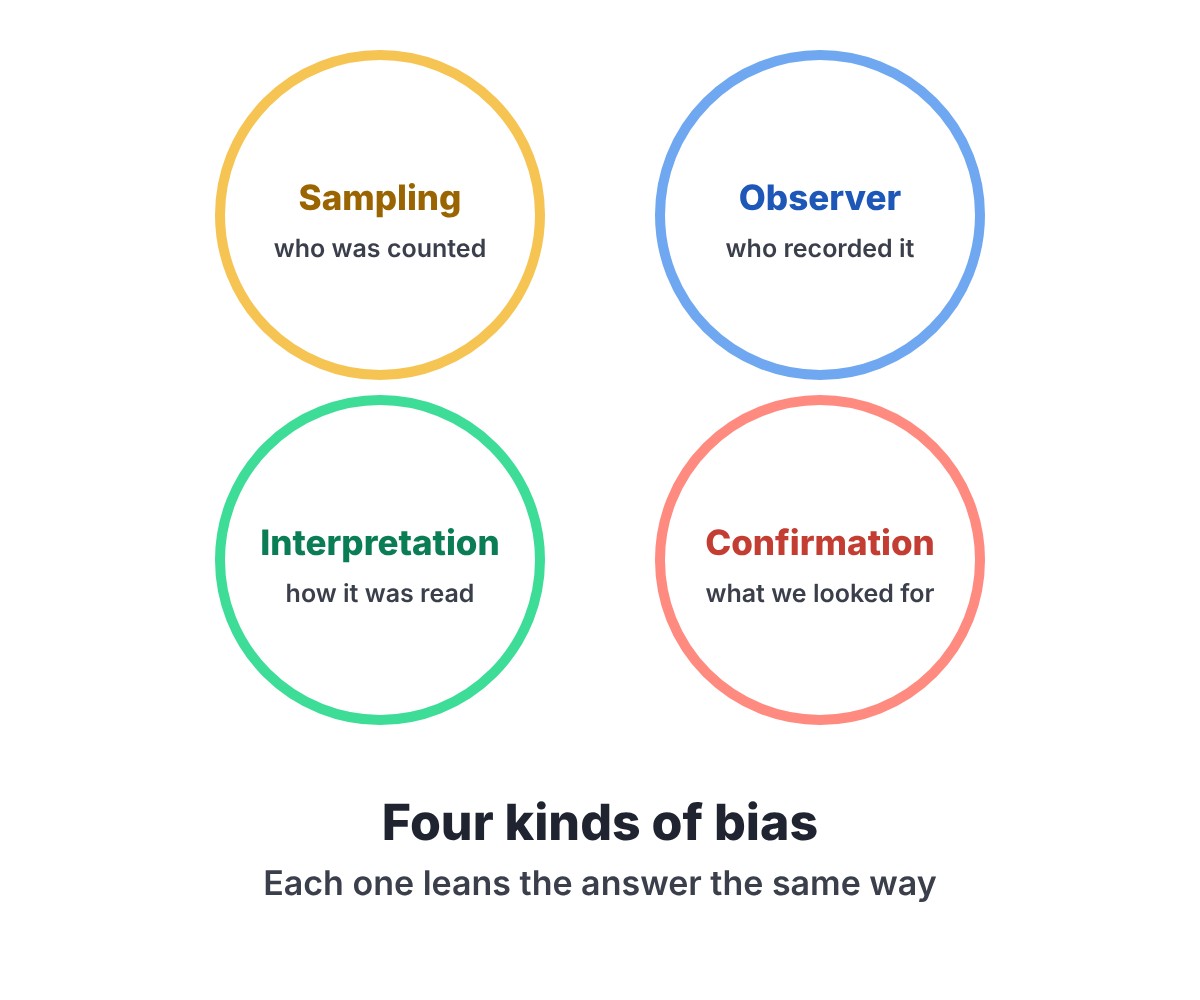 Sampling
who was counted
Observer
who recorded it
Interpretation
how it was read
Confirmation
what we looked for
Four kinds of bias
Each one leans the answer the same way